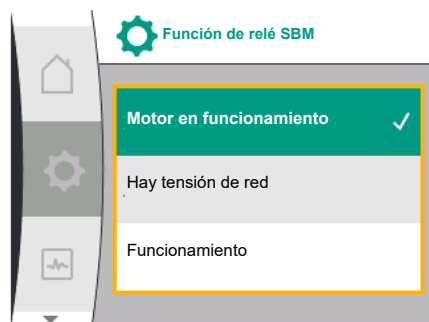 Función de relé SBM
Motor en funcionamiento
Hay tensión de red
Funcionamiento